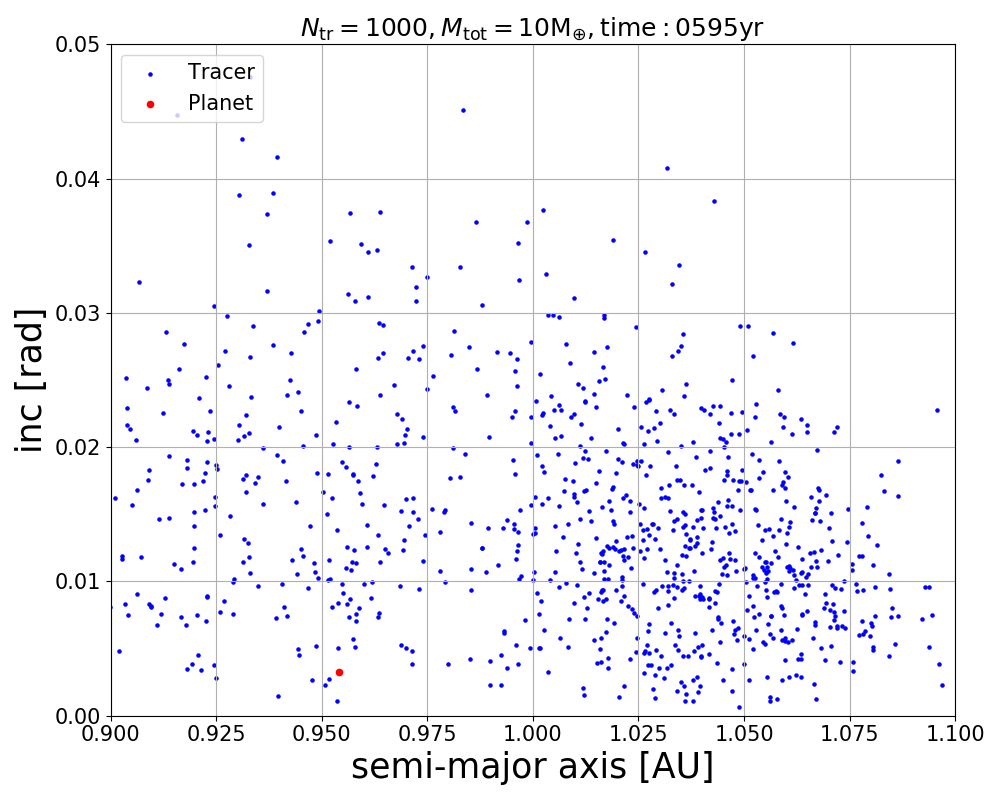 N_tr = 1000, M_tot = 10M_⊕, time : 0595yr
0.05
Tracer
Planet
0.04
0.03
0.02
0.01
0.00
inc [rad]
0.900 0.925 0.950 0.975 1.000 1.025 1.050 1.075 1.100
semi-major axis [AU]